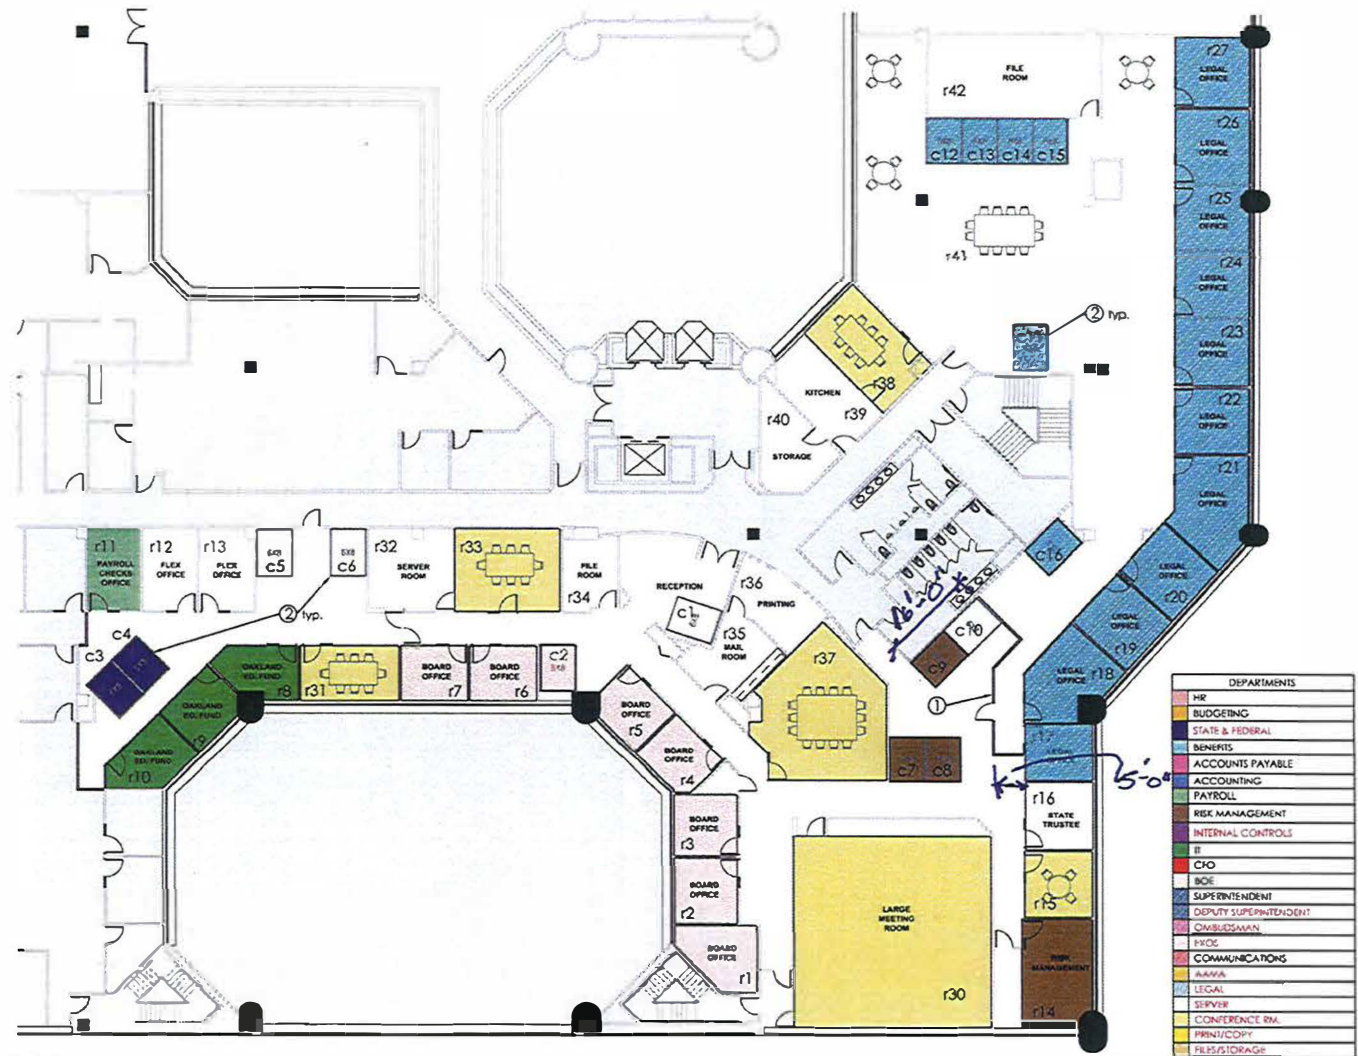 r27
LEGAL
OFFICE
FILE
ROOM
r42
r26
LEGAL
OFFICE
c12 c13 c14 c15
r25
LEGAL
OFFICE
r43
r24
LEGAL
OFFICE
② typ.
r23
LEGAL
OFFICE
r38
KITCHEN
r39
r40
STORAGE
r22
LEGAL
OFFICE
r21
LEGAL
OFFICE
r11
PAYROLL
CHECKS
OFFICE
r12
FLEX
OFFICE
r13
FLEX
OFFICE
6X8
c5
6X8
c6
r32
SERVER
ROOM
r33
FILE
ROOM
r34
RECEPTION
c1
6X8
r36
PRINTING
r35
MAIL
ROOM
16'-0"
c16
LEGAL
OFFICE
r20
LEGAL
OFFICE
r19
LEGAL
OFFICE
r18
② typ.
c4
c3
c10
c9
①
OAKLAND
ED. FUND
r8
OAKLAND
ED. FUND
r9
OAKLAND
ED. FUND
r10
r31
BOARD
OFFICE
r7
BOARD
OFFICE
r6
c2
6X8
BOARD
OFFICE
r5
BOARD
OFFICE
r4
r37
c7 c8
r17
LEGAL
OFFICE
5'-0"
r16
STATE
TRUSTEE
BOARD
OFFICE
r3
BOARD
OFFICE
r2
BOARD
OFFICE
r1
LARGE
MEETING
ROOM
r30
r15
RISK
MANAGEMENT
r14
DEPARTMENTS
HR
BUDGETING
STATE & FEDERAL
BENEFITS
ACCOUNTS PAYABLE
ACCOUNTING
PAYROLL
RISK MANAGEMENT
INTERNAL CONTROLS
IT
CFO
BOE
SUPERINTENDENT
DEPUTY SUPERINTENDENT
OMBUDSMAN
COMMUNICATIONS
LEGAL
SERVER
CONFERENCE RM.
PRINT/COPY
FILES/STORAGE